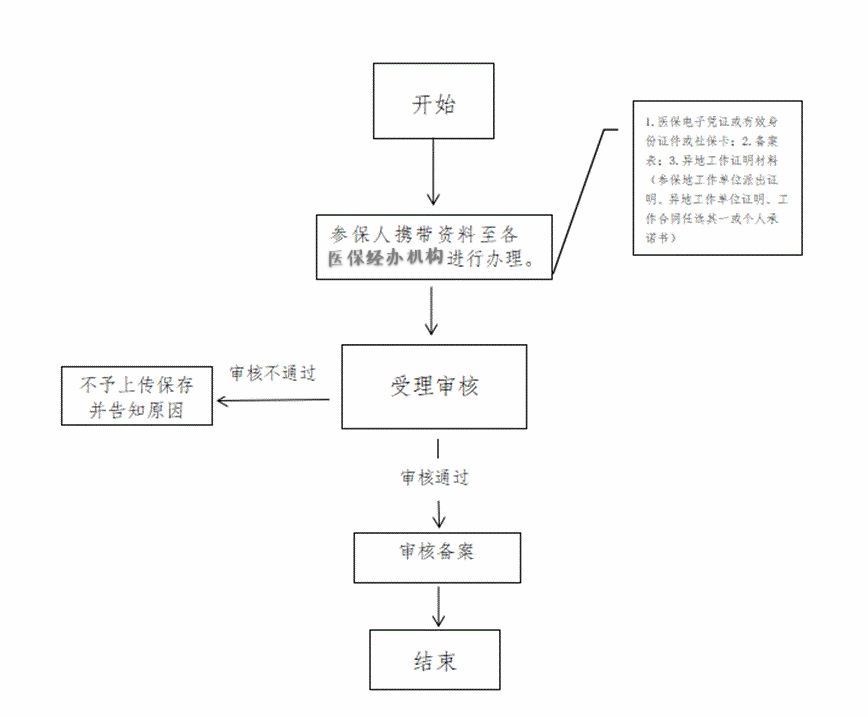 开始
1.医保电子凭证或有效身
份证件或社保卡；2.备案
表；3.异地工作证明材料
（参保地工作单位派出证
明、异地工作单位证明、工
作合同任选其一或个人承
诺书）
参保人携带资料至各
医保经办机构进行办理。
受理审核
审核不通过
不予上传保存
并告知原因
审核通过
审核备案
结束